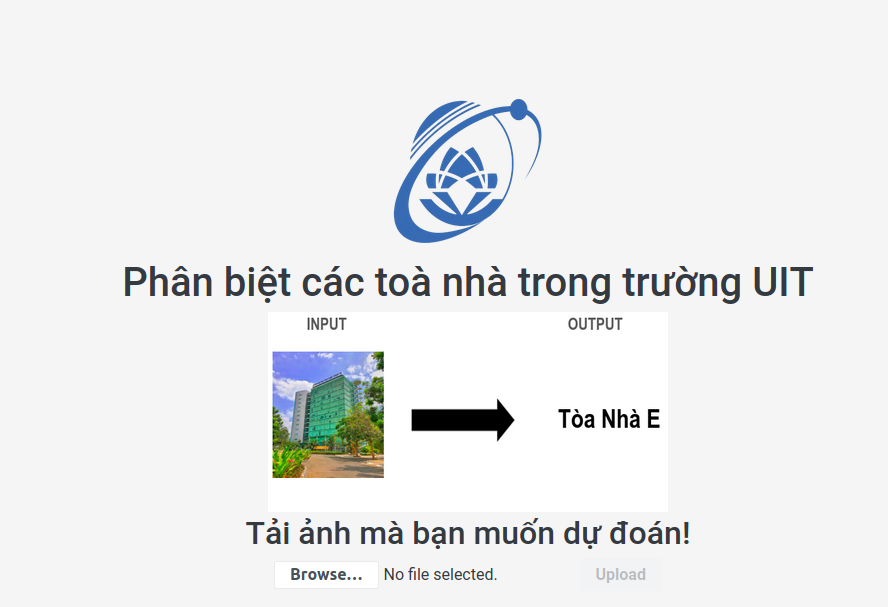 Phân biệt các toà nhà trong trường UIT
INPUT OUTPUT
Tòa Nhà E
Tải ảnh mà bạn muốn dự đoán!
Browse... No file selected. Upload